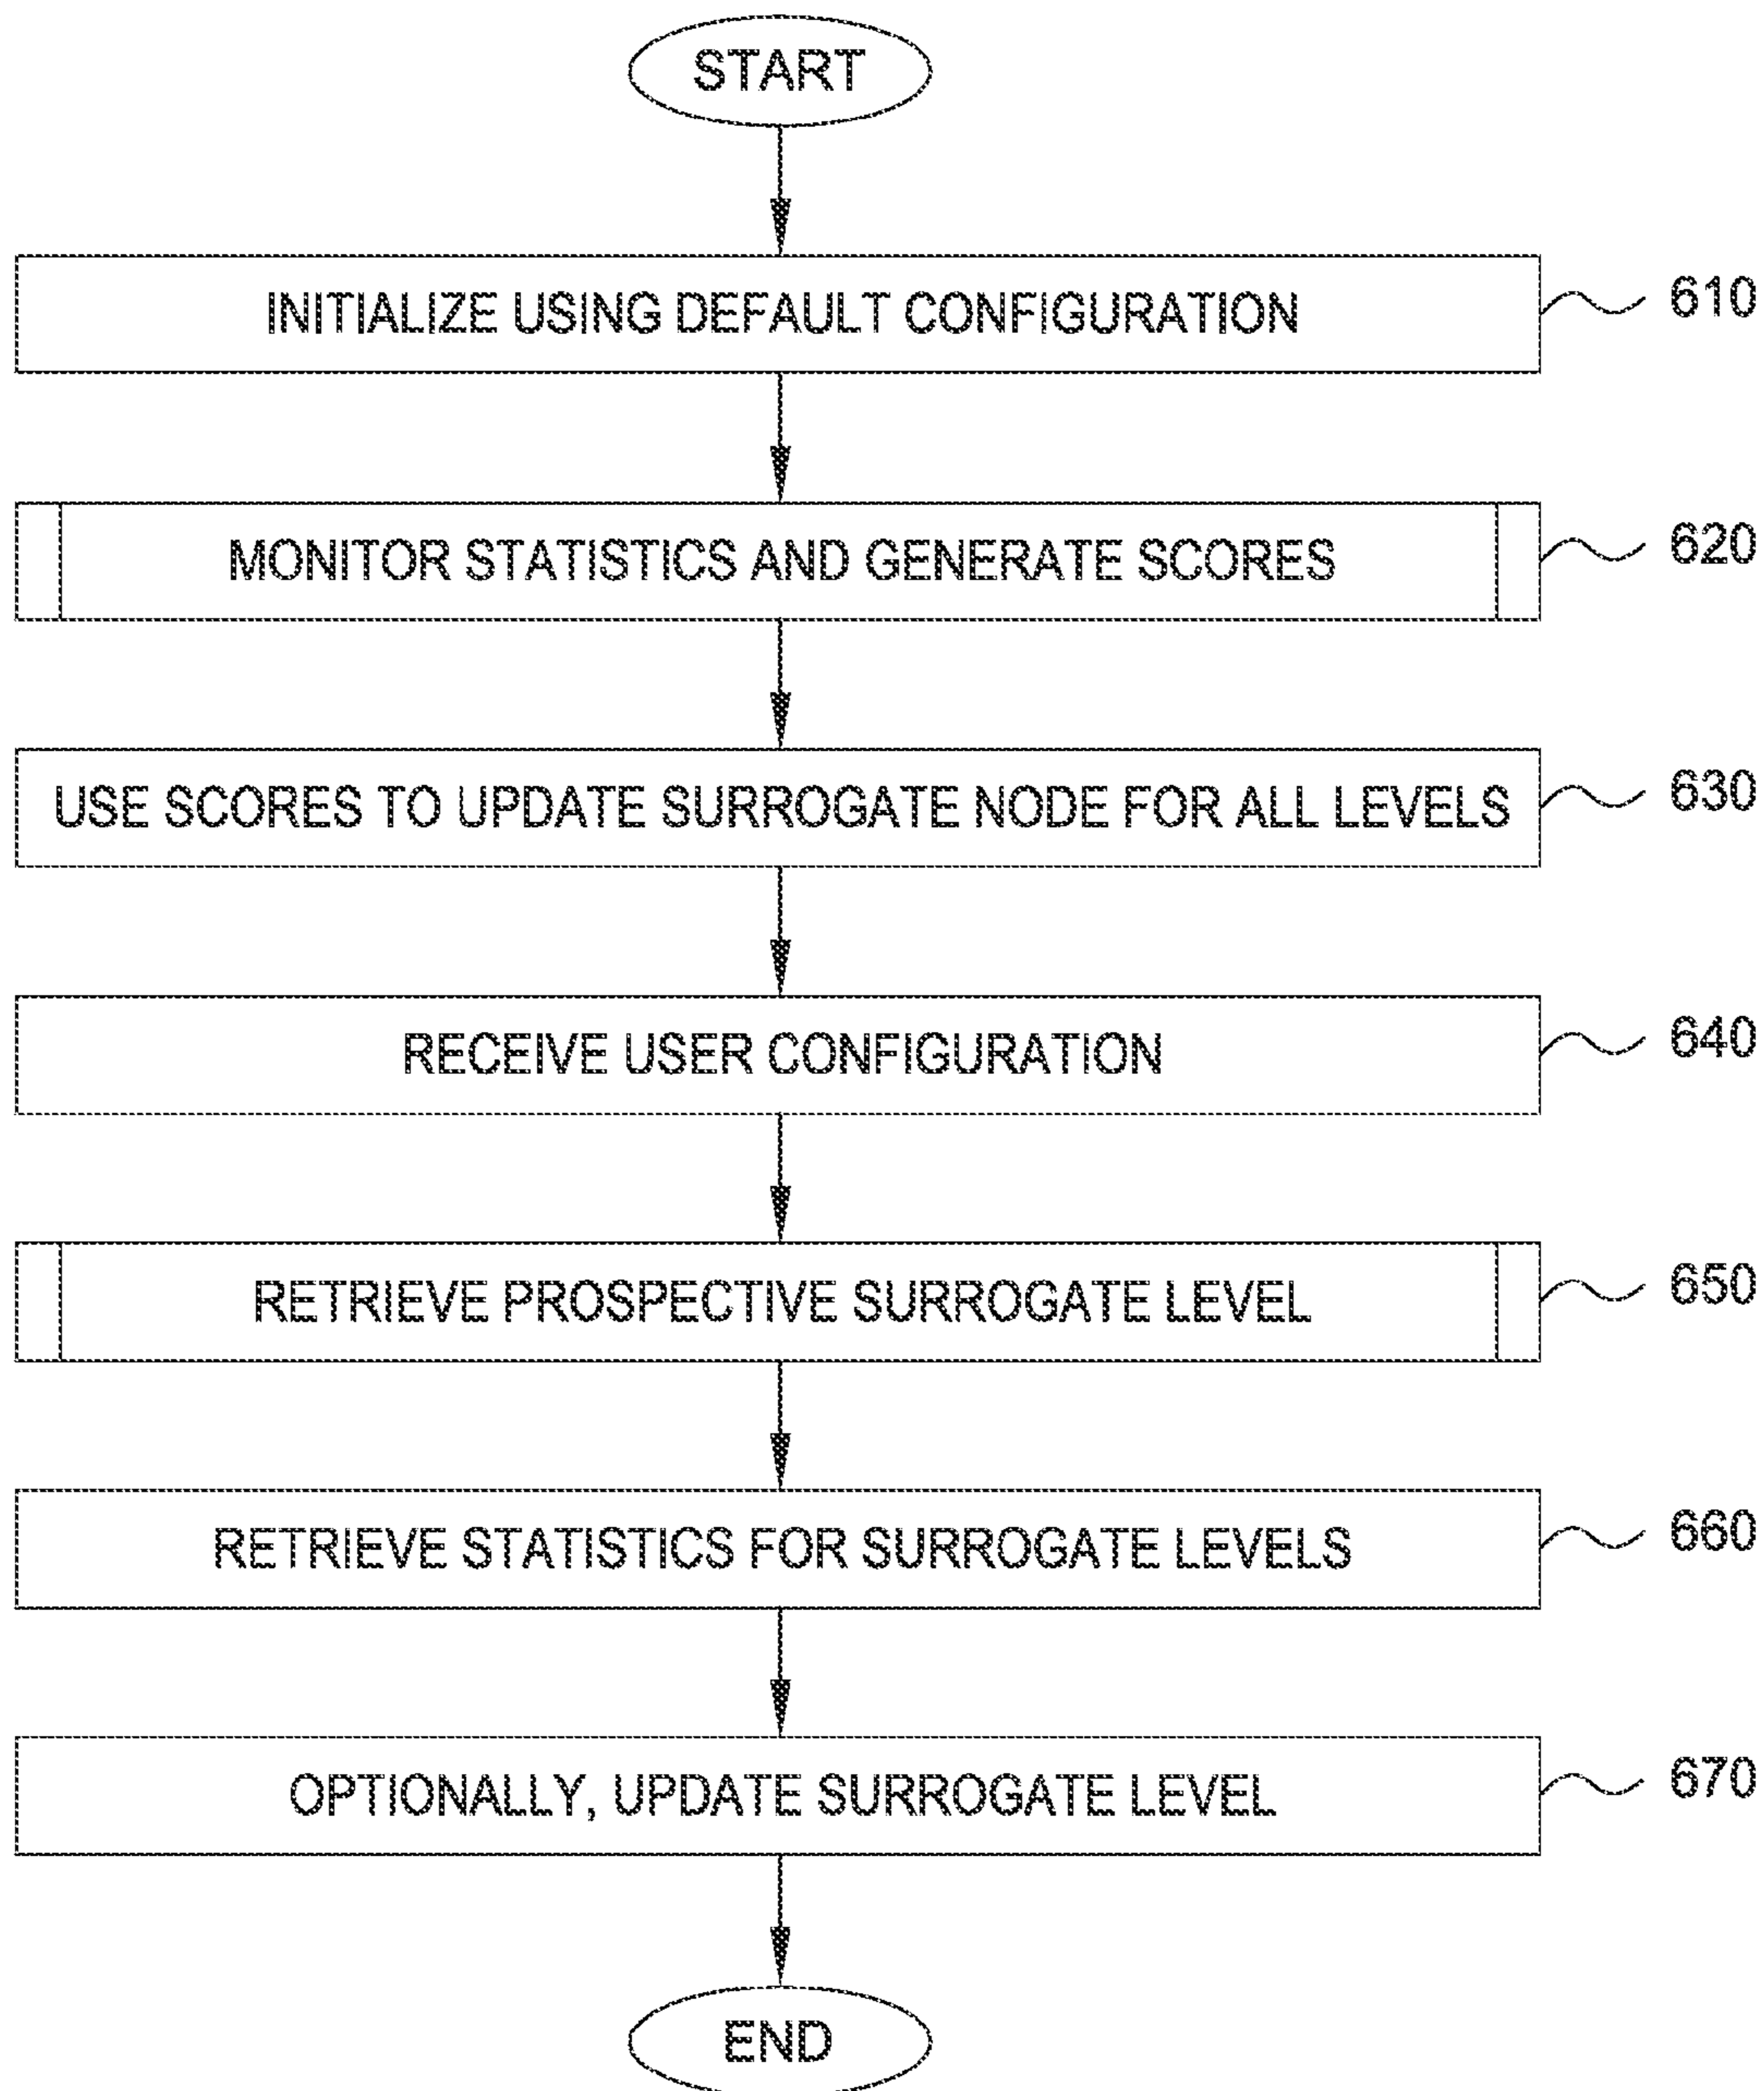 START
INITIALIZE USING DEFAULT CONFIGURATION
610
MONITOR STATISTICS AND GENERATE SCORES
620
USE SCORES TO UPDATE SURROGATE NODE FOR ALL LEVELS
630
RECEIVE USER CONFIGURATION
640
RETRIEVE PROSPECTIVE SURROGATE LEVEL
650
RETRIEVE STATISTICS FOR SURROGATE LEVELS
660
OPTIONALLY, UPDATE SURROGATE LEVEL
670
END